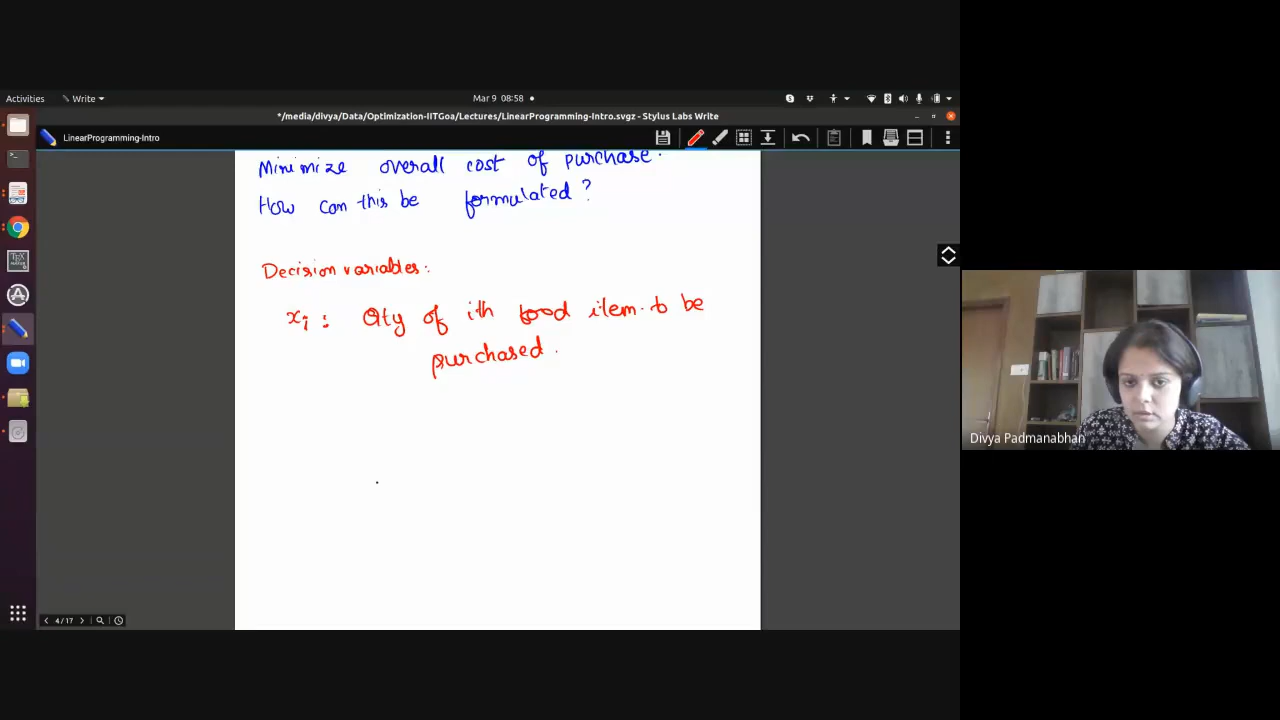 Activities
Write
Mar 9 08:58
*/media/divya/Data/Optimization-IITGoa/Lectures/LinearProgramming-Intro.svgz - Stylus Labs Write
LinearProgramming-Intro
Minimize overall cost of purchase.
How can this be formulated?
Decision variables:
xi : Qty of ith food item to be
purchased.
Divya Padmanabhan
4/17